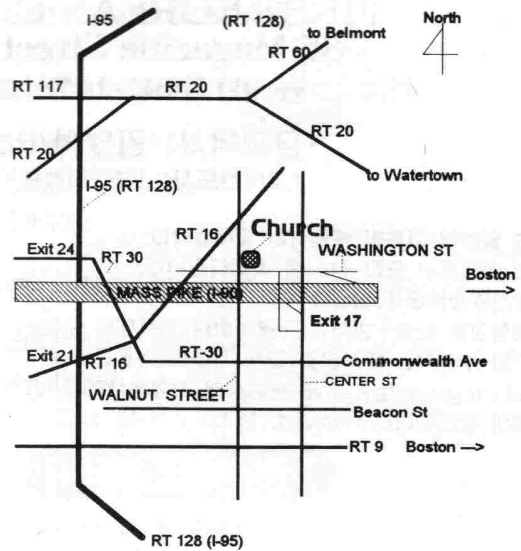 I-95
(RT 128)
North
to Belmont
RT 60
RT 117
RT 20
RT 20
RT 20
to Watertown
I-95 (RT 128)
RT 16
Church
WASHINGTON ST
Exit 24
RT 30
Boston
MASS PIKE (I-90)
Exit 17
Exit 21
RT 16
RT-30
Commonwealth Ave
CENTER ST
WALNUT STREET
Beacon St
RT 9
Boston
RT 128 (I-95)